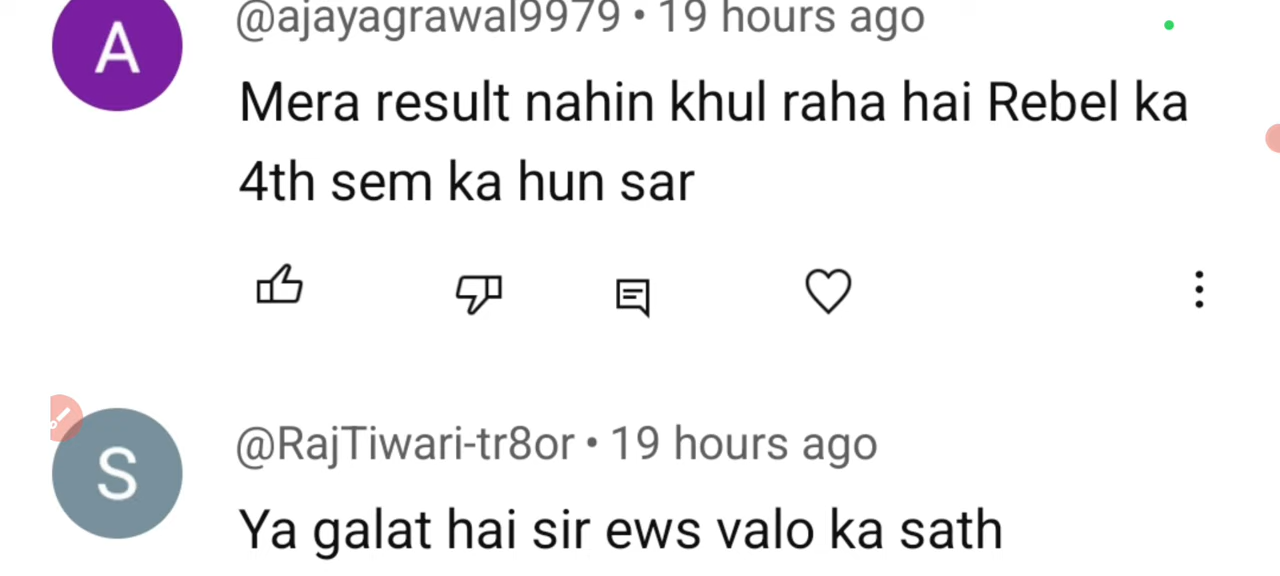 A
@ajayagrawal9979 • 19 hours ago
Mera result nahin khul raha hai Rebel ka
4th sem ka hun sar
S
@RajTiwari-tr8or • 19 hours ago
Ya galat hai sir ews valo ka sath